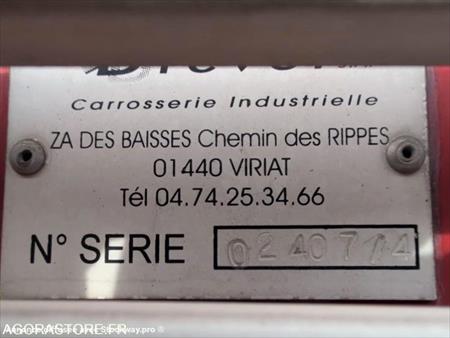 Carrosserie Industrielle
ZA DES BAISSES Chemin des RIPPES
01440 VIRIAT
Tél 04.74.25.34.66
N° SERIE 0240714
AGORASTORE.FR